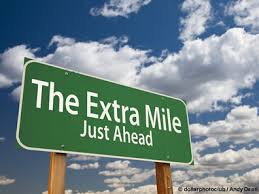 The Extra Mile
Just Ahead
© dollarphotoclub / Andy Dean